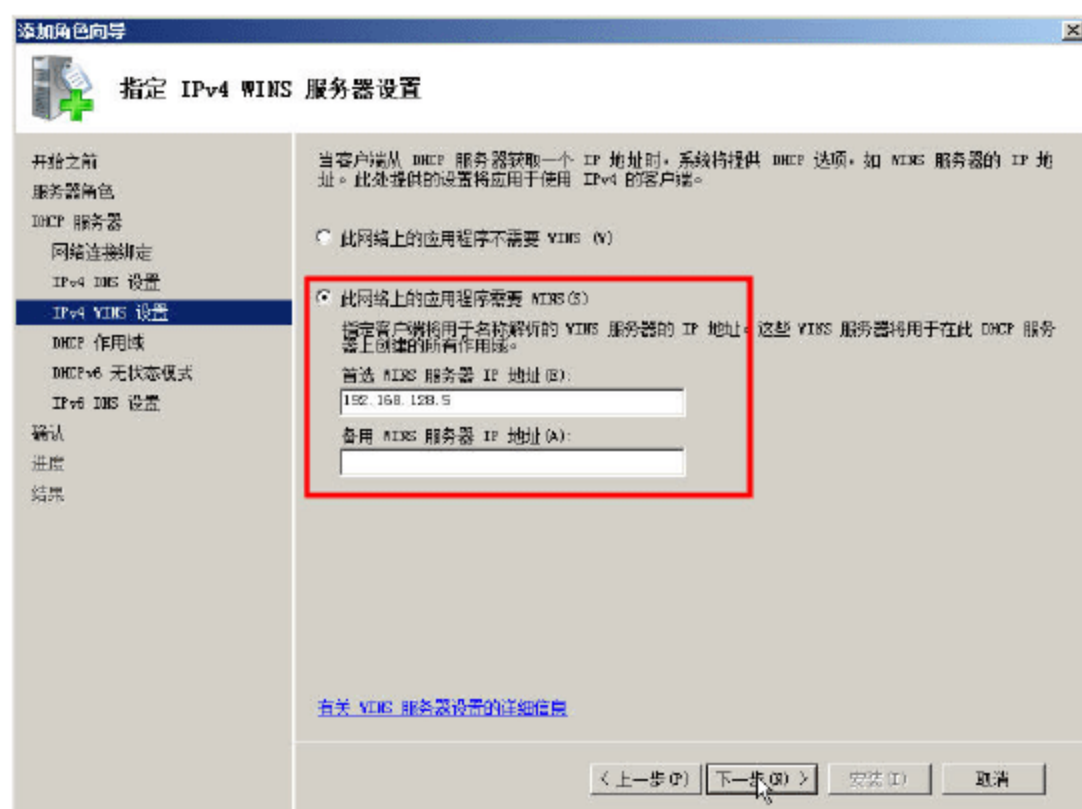 添加角色向导
指定 IPv4 WINS 服务器设置
开始之前
服务器角色
DHCP 服务器
网络连接绑定
IPv4 DNS 设置
IPv4 WINS 设置
DHCP 作用域
DHCPv6 无状态模式
IPv6 DNS 设置
确认
进度
结果
当客户端从 DHCP 服务器获取一个 IP 地址时，系统将提供 DHCP 选项，如 WINS 服务器的 IP 地
址。此处提供的设置将应用于使用 IPv4 的客户端。
此网络上的应用程序不需要 WINS (W)
此网络上的应用程序需要 WINS(S)
指定客户端将用于名称解析的 WINS 服务器的 IP 地址。这些 WINS 服务器将用于在此 DHCP 服务
器上创建的所有作用域。
首选 WINS 服务器 IP 地址(E):
192.168.128.5
备用 WINS 服务器 IP 地址(A):
有关 WINS 服务器设置的详细信息
< 上一步(P)
下一步(N) >
安装(I)
取消